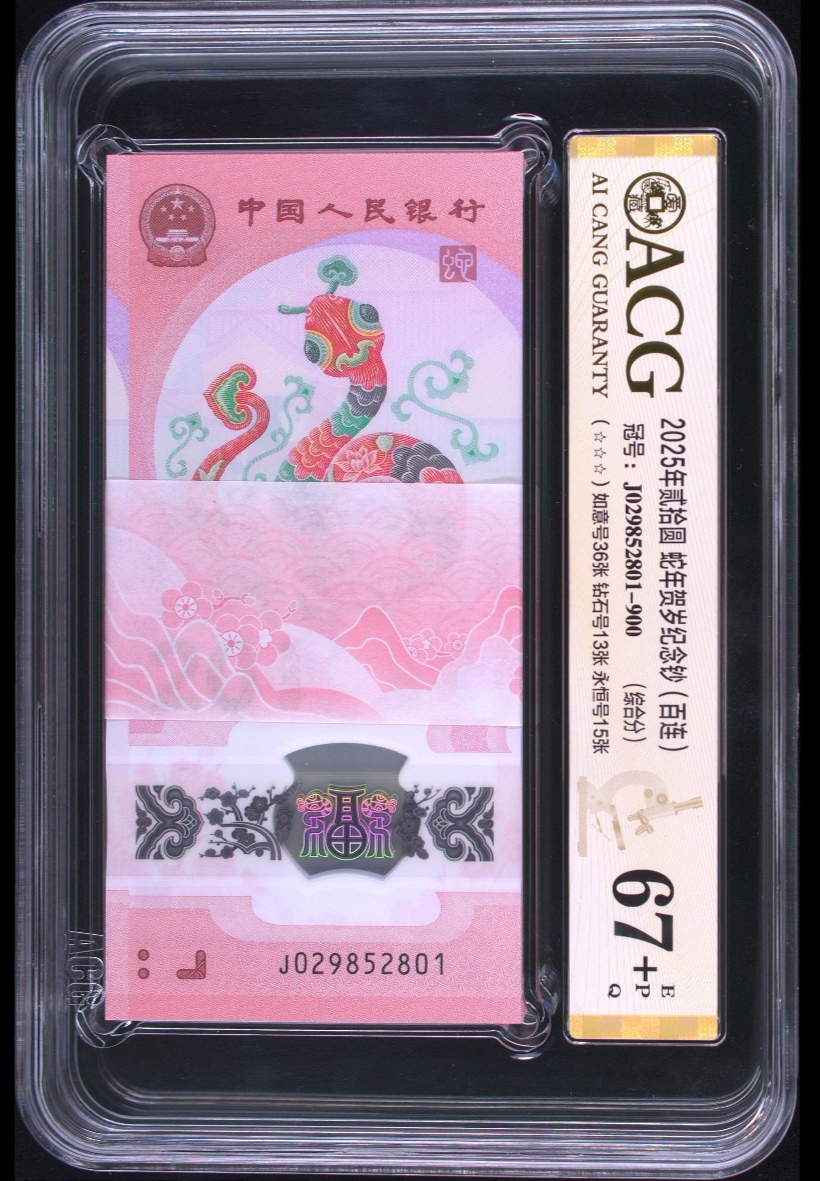 中国人民银行
蛇
J029852801
ACG
AI CANG GUARANTY
2025年贰拾圆 蛇年贺岁纪念钞（百连）
冠号：J029852801-900 （综合分）
（☆☆☆）如意号36张 钻石号13张 永恒号15张
67+
E
P
Q
ACG